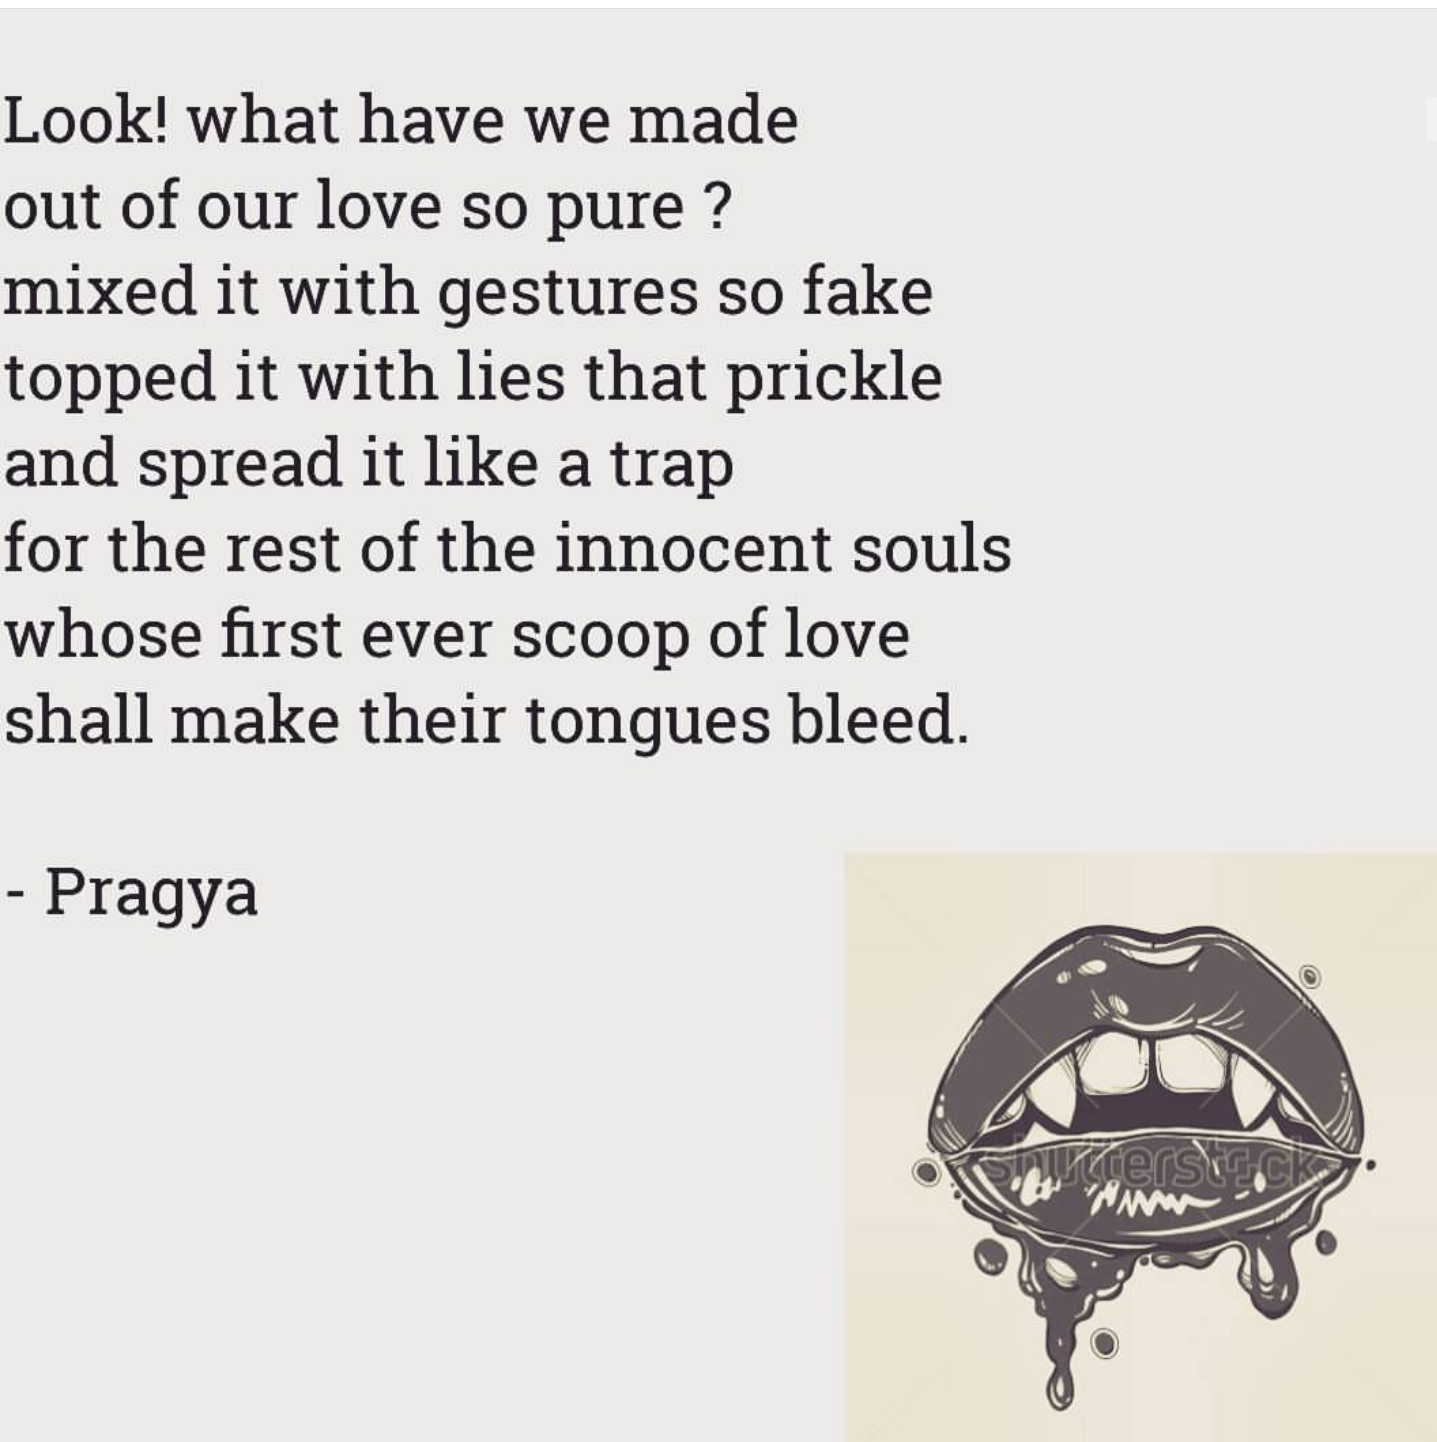 Look! what have we made
out of our love so pure ?
mixed it with gestures so fake
topped it with lies that prickle
and spread it like a trap
for the rest of the innocent souls
whose first ever scoop of love
shall make their tongues bleed.
- Pragya
shutterstock